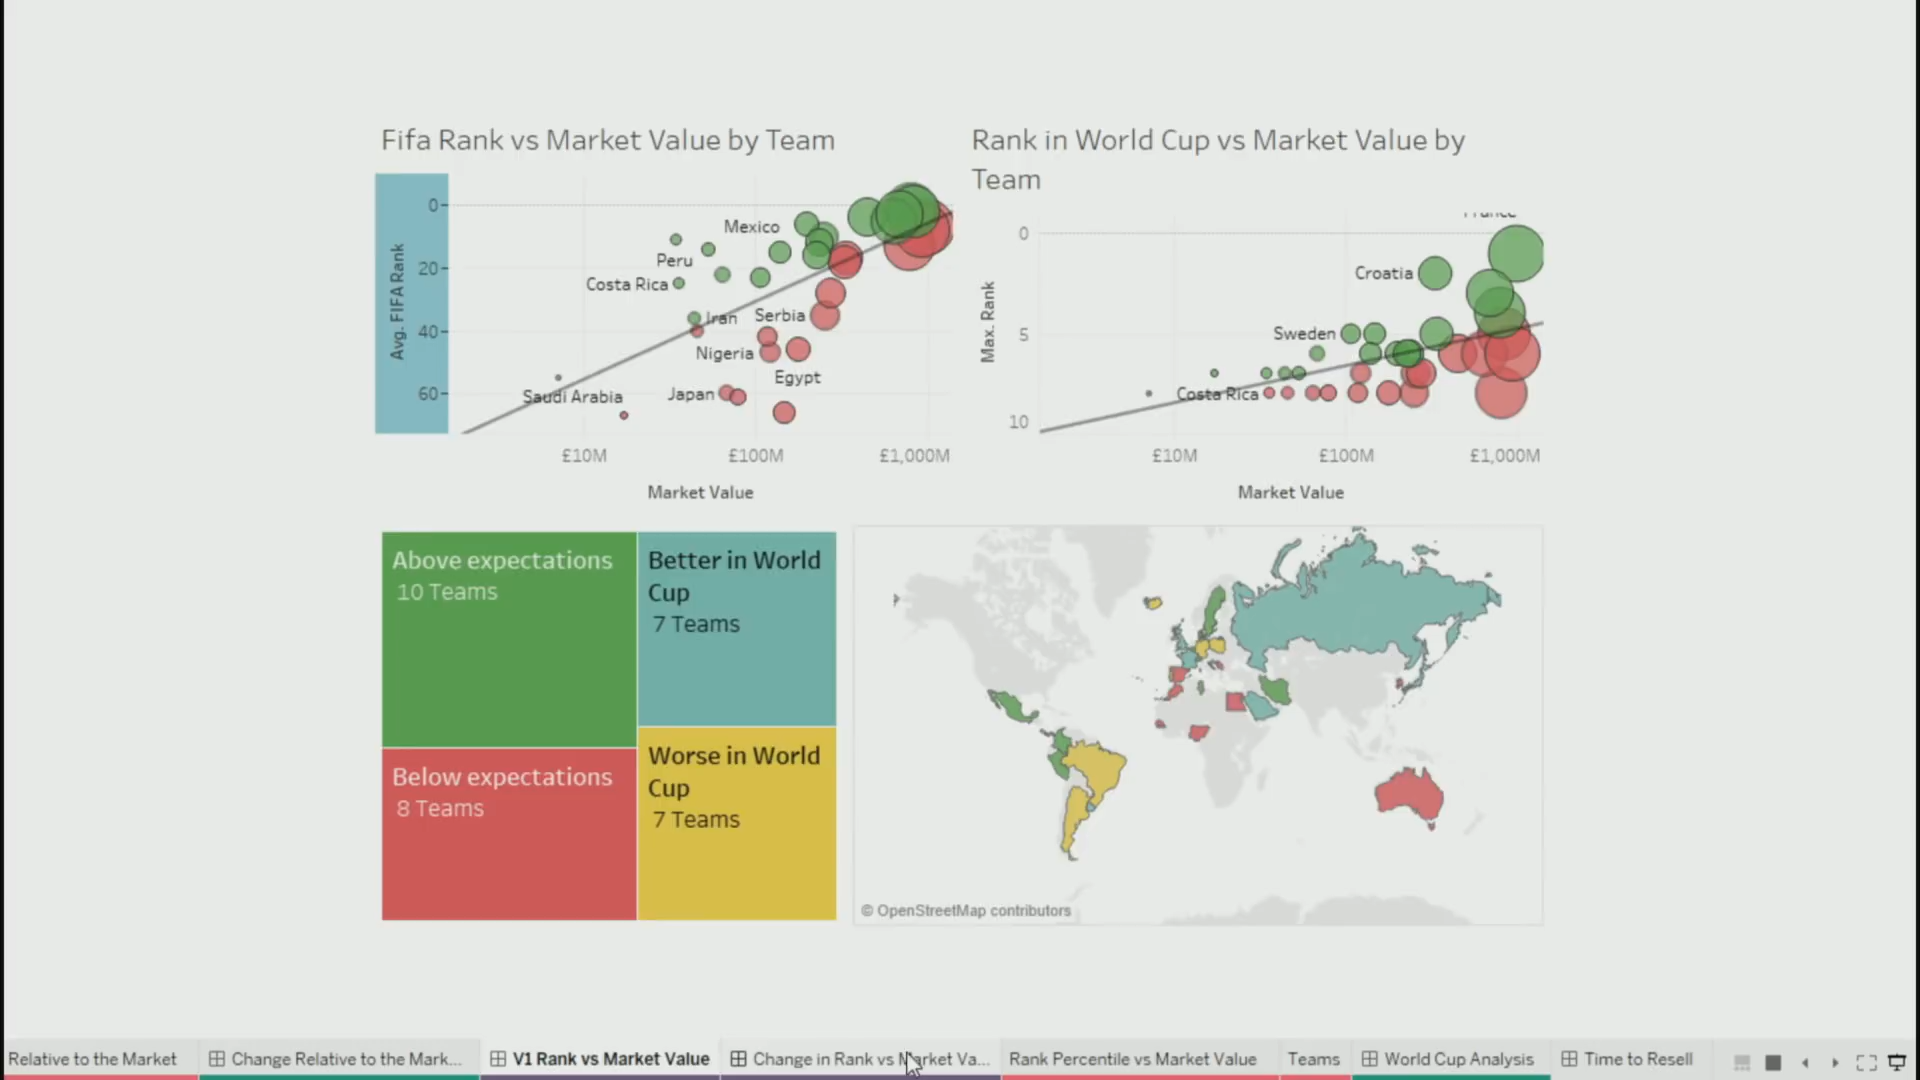 Fifa Rank vs Market Value by Team
Avg. FIFA Rank
0
20
40
60
Mexico
Peru
Costa Rica
Iran
Serbia
Nigeria
Egypt
Saudi Arabia
Japan
£10M
£100M
£1,000M
Market Value
Rank in World Cup vs Market Value by
Team
Max. Rank
0
5
10
France
Croatia
Sweden
Costa Rica
£10M
£100M
£1,000M
Market Value
Above expectations
10 Teams
Better in World
Cup
7 Teams
Below expectations
8 Teams
Worse in World
Cup
7 Teams
© OpenStreetMap contributors
Relative to the Market
Change Relative to the Mark...
V1 Rank vs Market Value
Change in Rank vs Market Va...
Rank Percentile vs Market Value
Teams
World Cup Analysis
Time to Resell